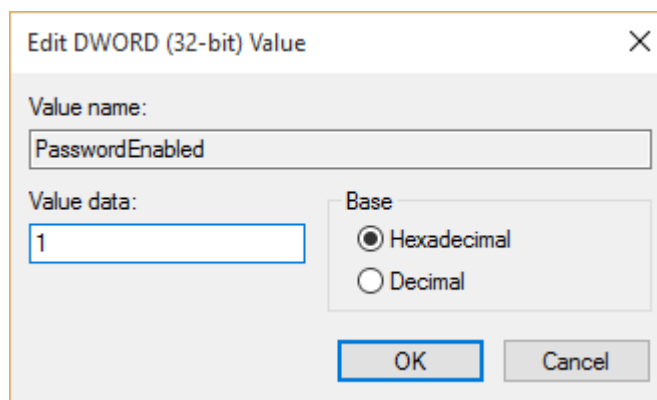 Edit DWORD (32-bit) Value
Value name:
PasswordEnabled
Value data:
1
Base
Hexadecimal
Decimal
OK
Cancel